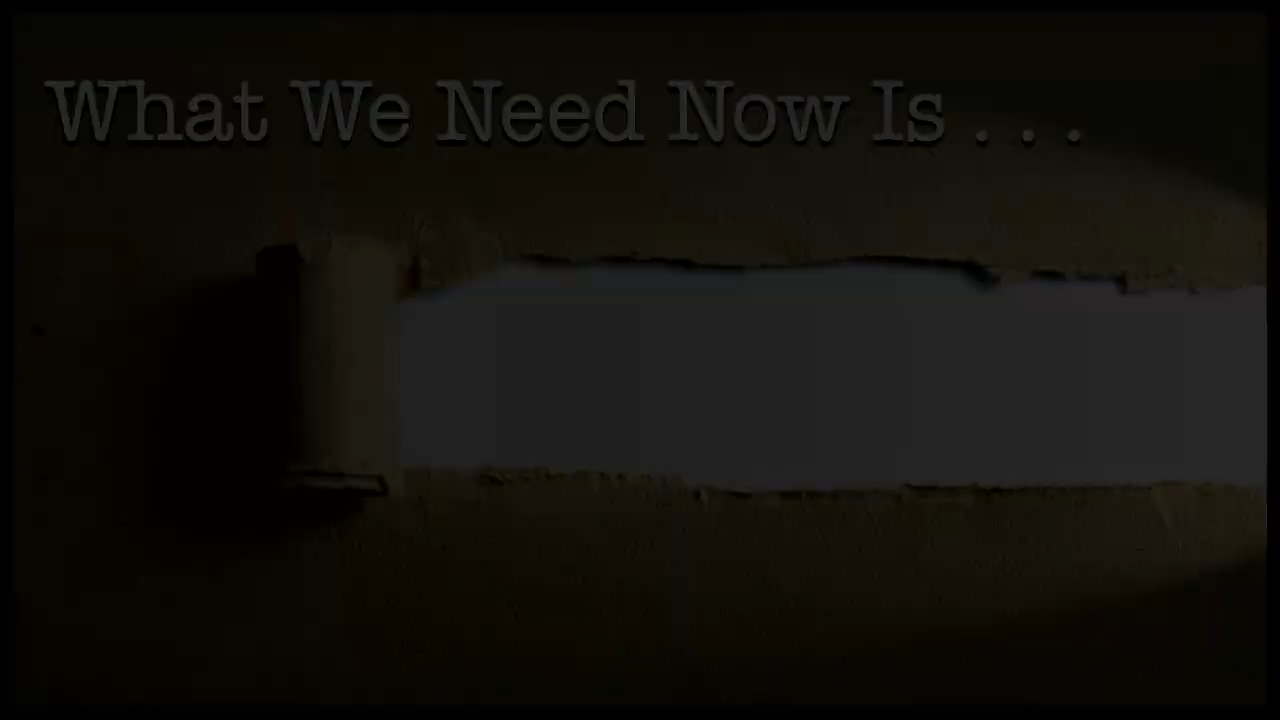 What We Need Now Is . . .